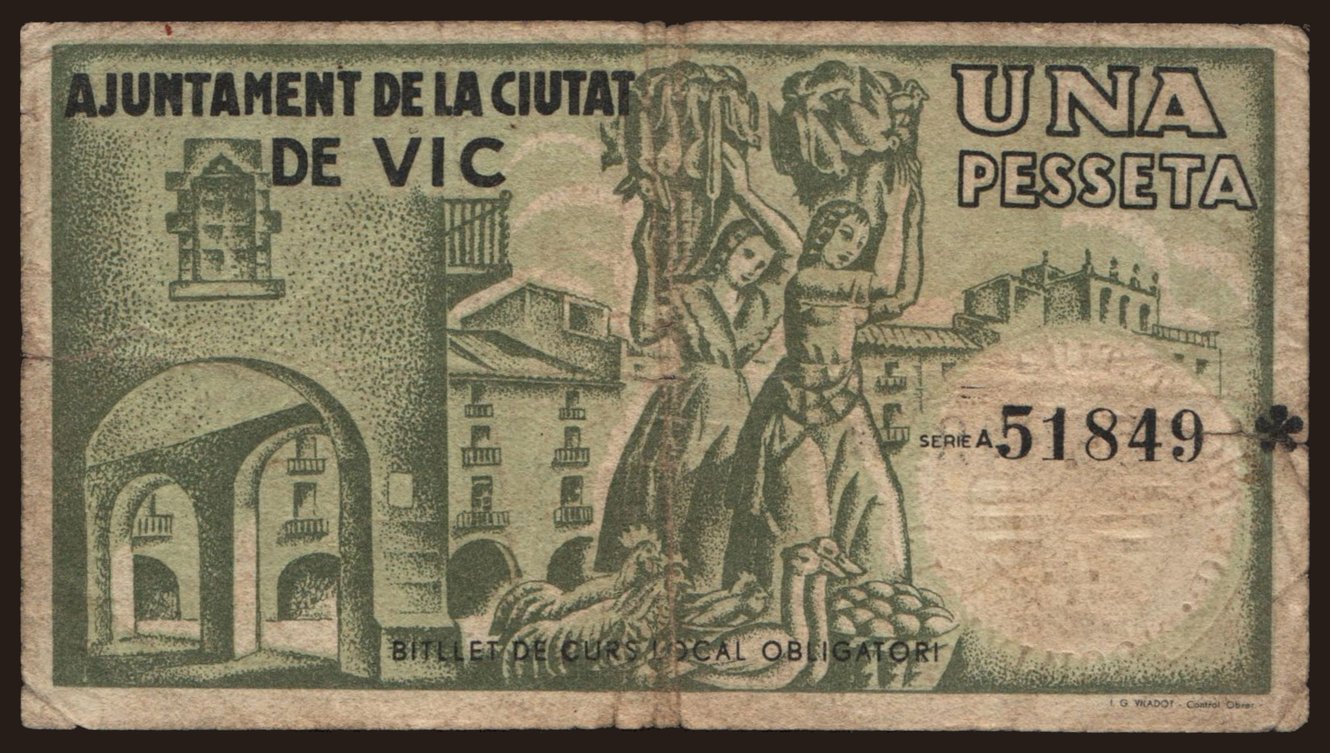 AJUNTAMENT DE LA CIUTAT
DE VIC
UNA
PESSETA
SERIE A 51849
BITLLET DE CURS LOCAL OBLIGATORI
I. G. VILADOT - Control Obrer -